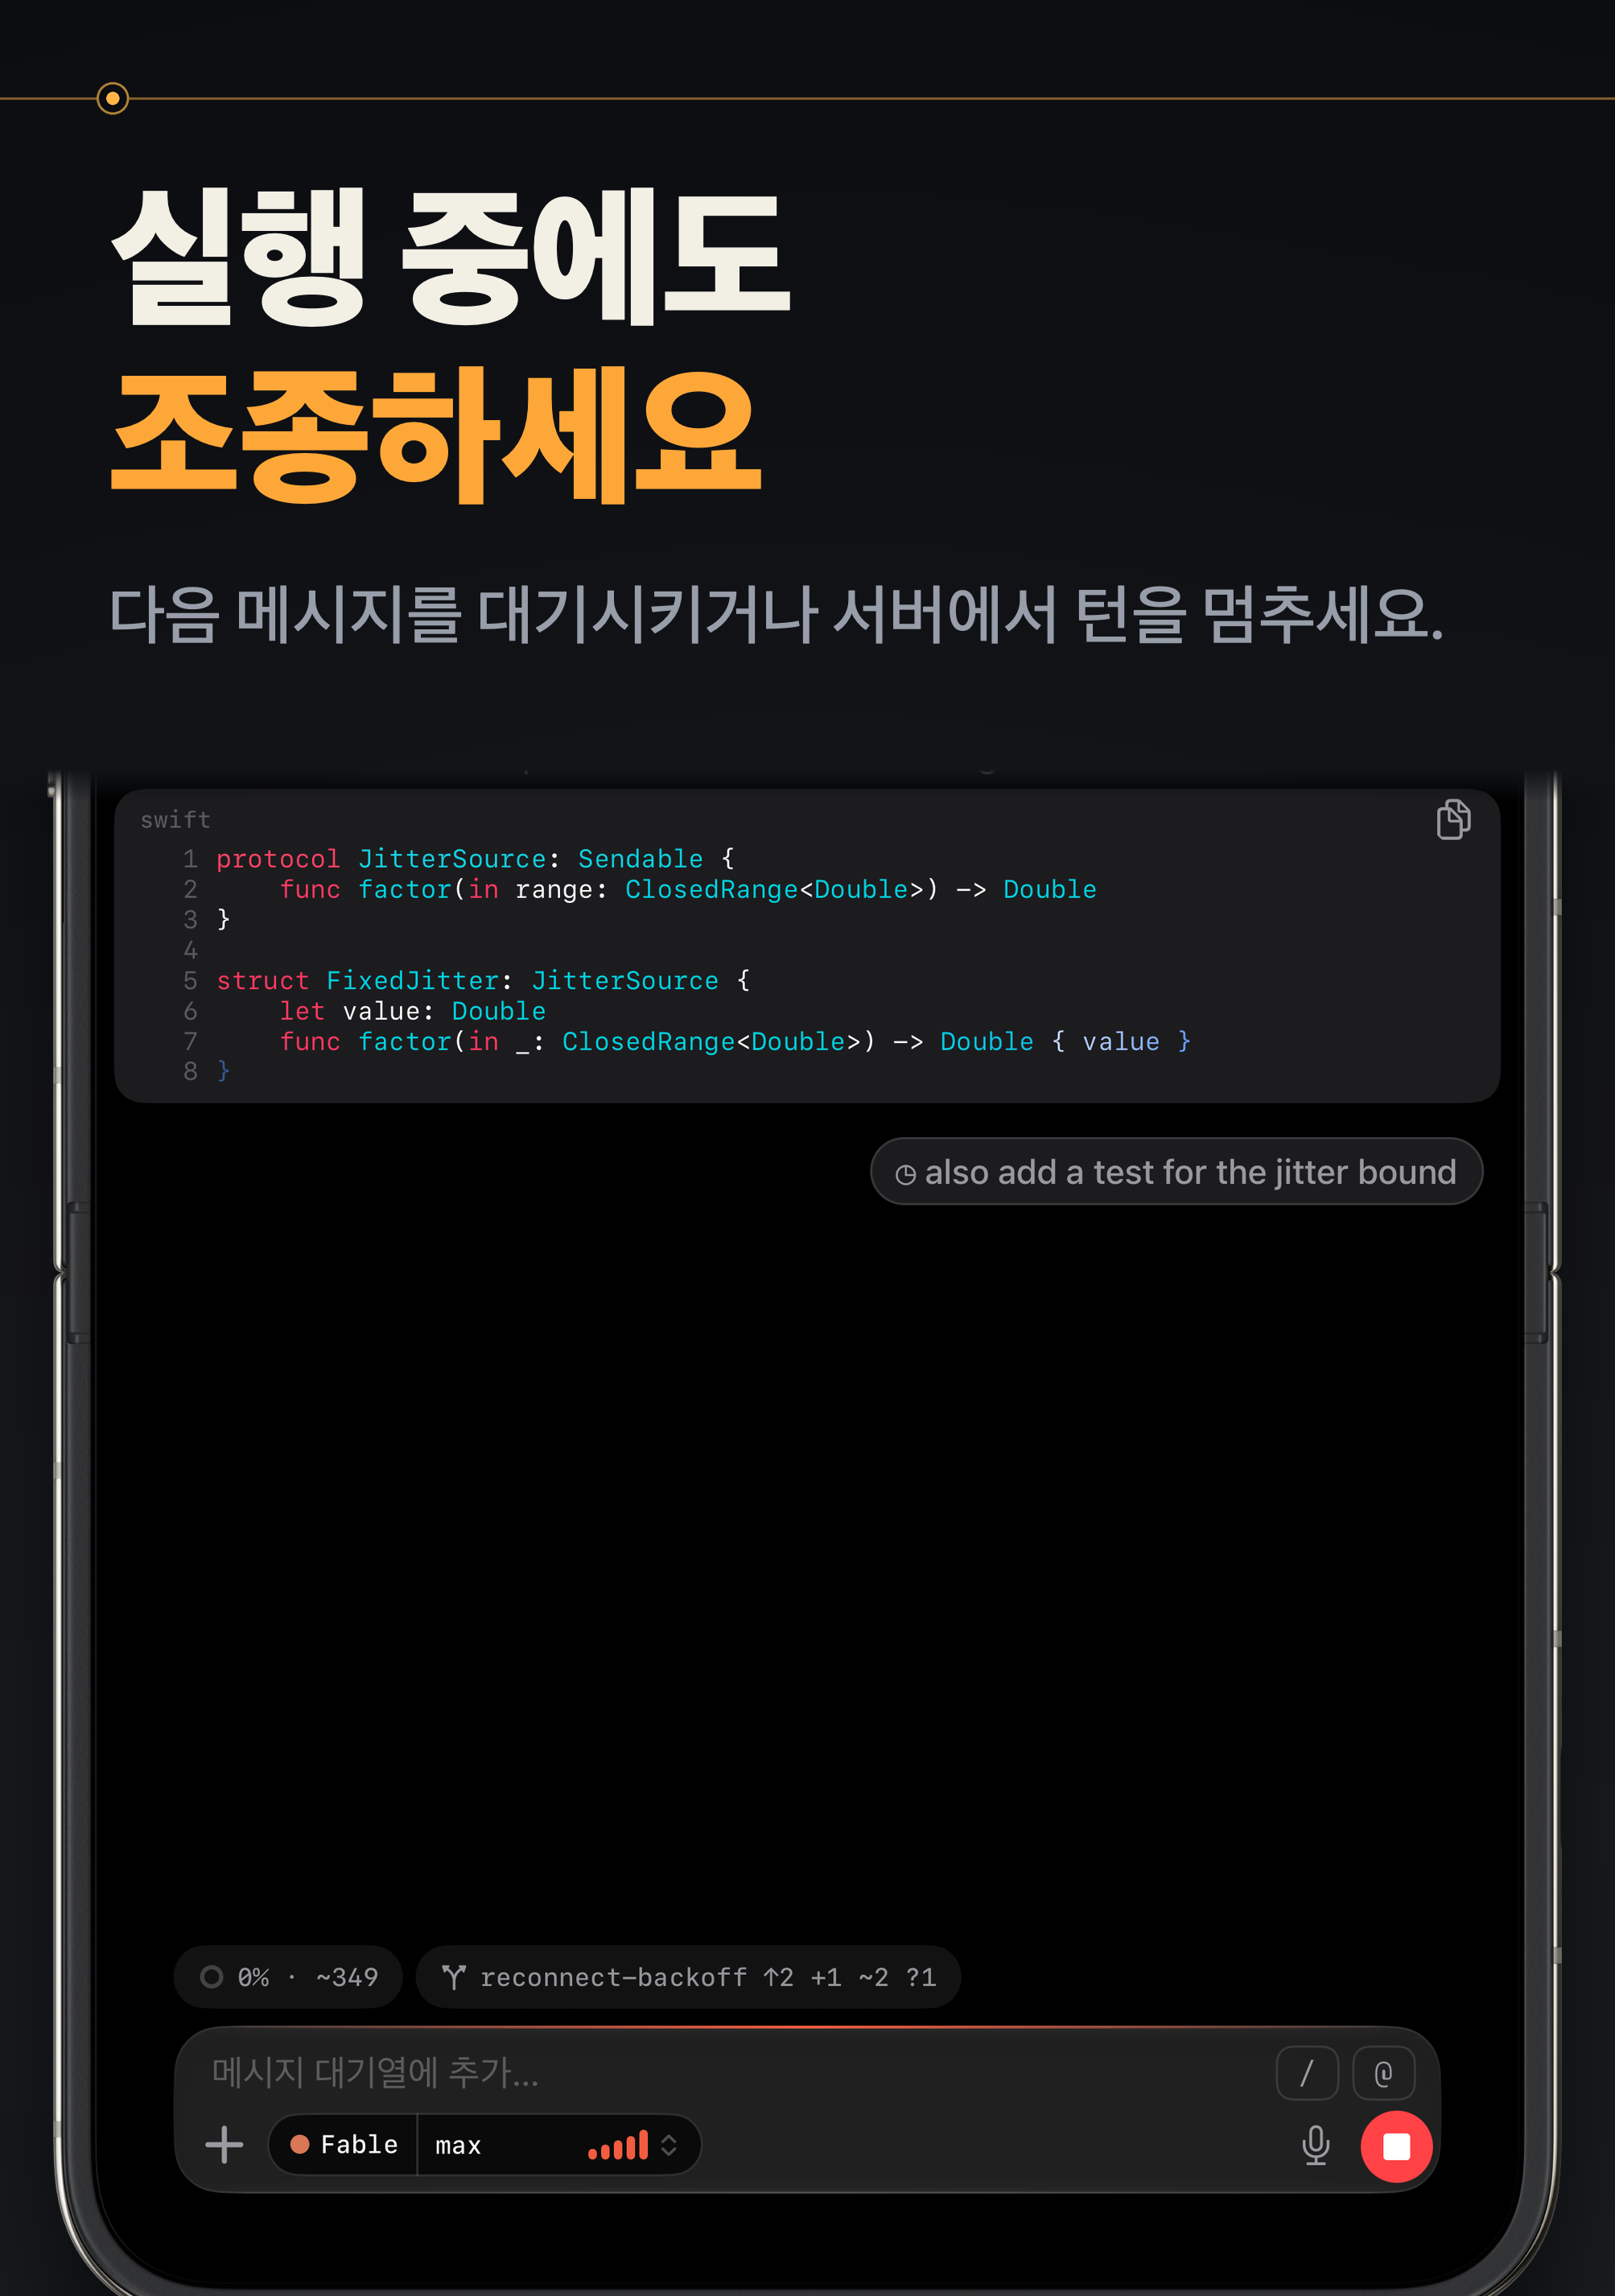 실행 중에도
조종하세요
다음 메시지를 대기시키거나 서버에서 턴을 멈추세요.
swift
1 protocol JitterSource: Sendable {
2     func factor(in range: ClosedRange<Double>) -> Double
3 }
4
5 struct FixedJitter: JitterSource {
6     let value: Double
7     func factor(in _: ClosedRange<Double>) -> Double { value }
8 }
also add a test for the jitter bound
0% · ~349
reconnect-backoff ↑2 +1 ~2 ?1
메시지 대기열에 추가...
/ @
Fable max